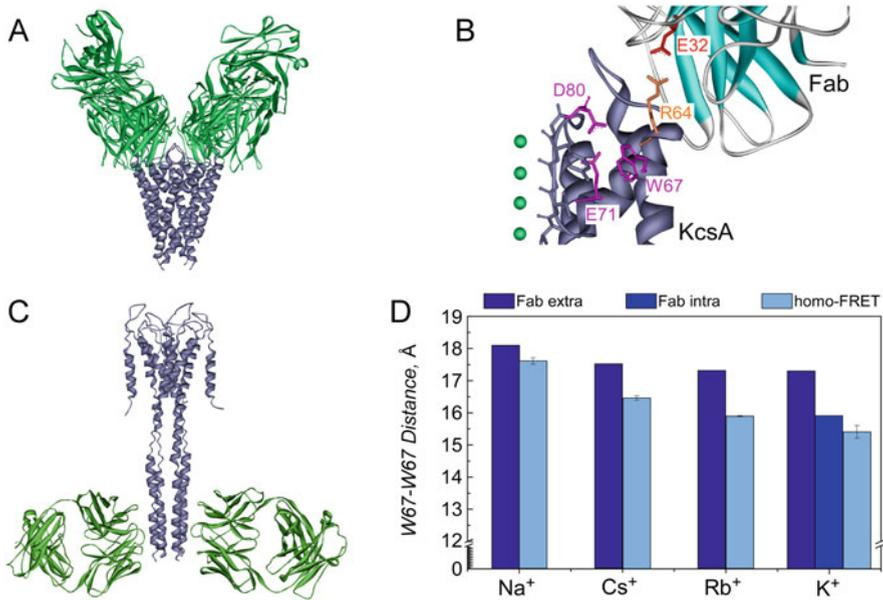 A
B
E32
Fab
D80
R64
W67
E71
KcsA
C
D
Fab extra
Fab intra
homo-FRET
W67-W67 Distance, Å
19
18
17
16
15
14
13
12
0
Na⁺
Cs⁺
Rb⁺
K⁺